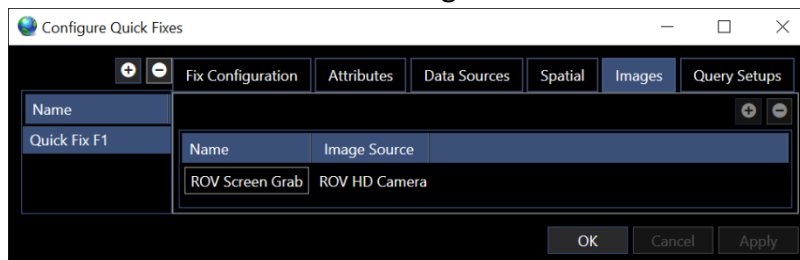 Configure Quick Fixes
Fix Configuration Attributes Data Sources Spatial Images Query Setups
Name
Quick Fix F1
Name Image Source
ROV Screen Grab ROV HD Camera
OK Cancel Apply